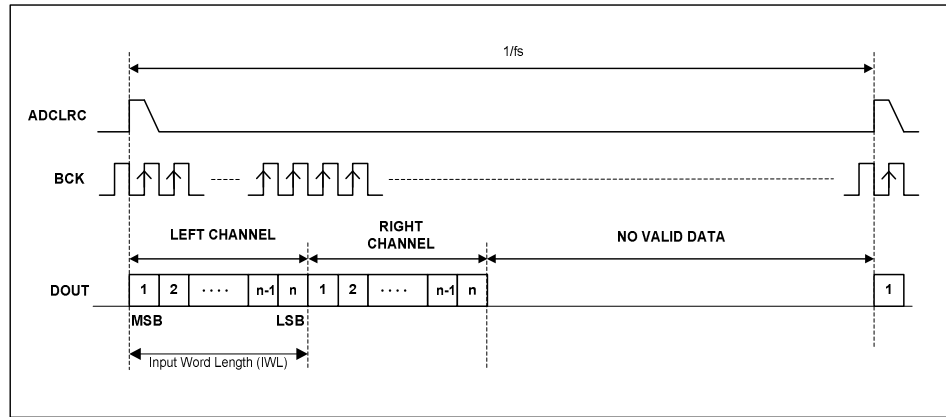 1/fs
ADCLRC
BCK
LEFT CHANNEL
RIGHT
CHANNEL
NO VALID DATA
DOUT
1 2 .... n-1 n 1 2 .... n-1 n 1
MSB LSB
Input Word Length (IWL)